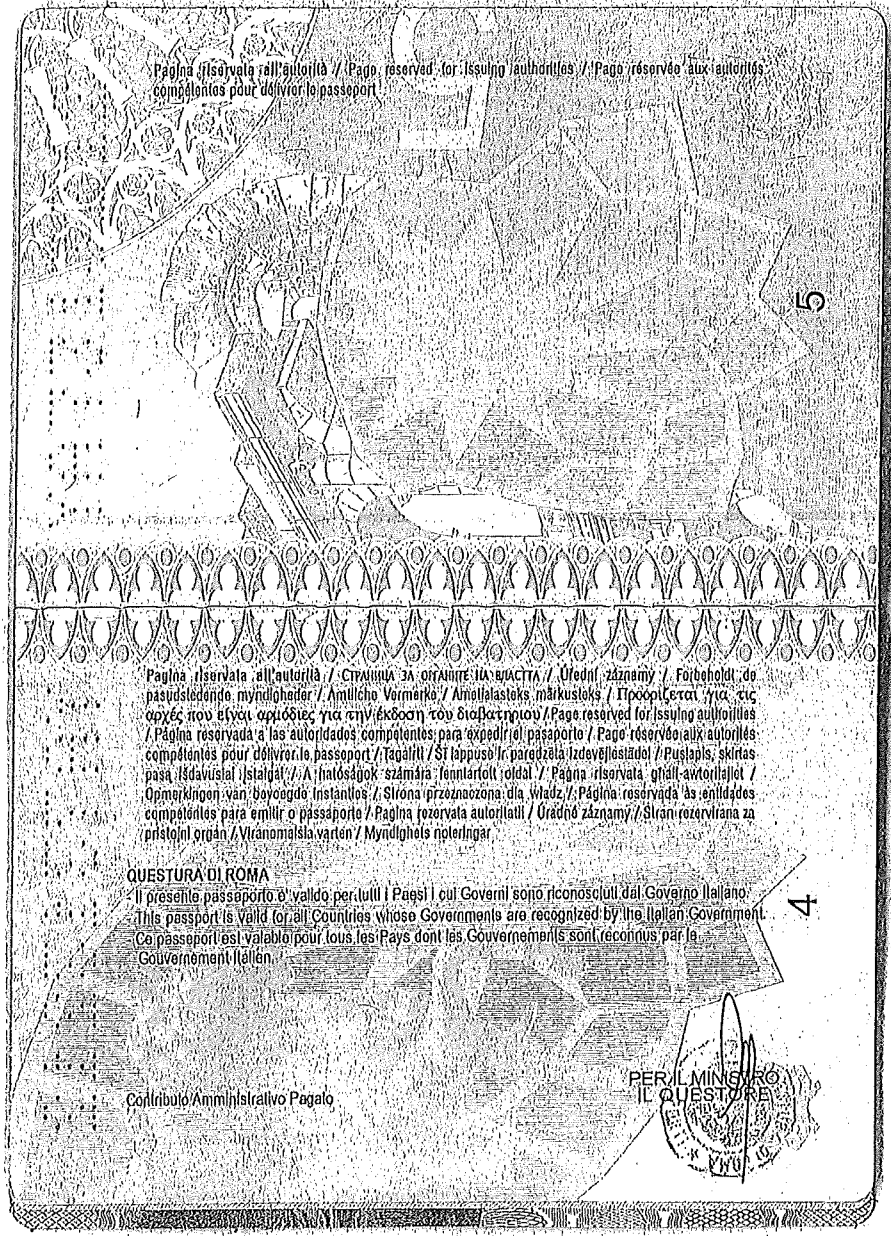 Pagina riservata all'autorità // Page reserved for issuing authorities / Page réservée aux autorités
compétentes pour délivrer le passeport
5
Pagina riservata all'autorità / СТРАНИЦА ЗА ОРГАНИТЕ НА ВЛАСТТА / Úřední záznamy / Forbeholdt de
pasudstedende myndigheder / Amtliche Vermerke / Ametiasteks märkusteks / Προορίζεται για τις
αρχές που είναι αρμόδιες για την έκδοση του διαβατηριου / Page reserved for issuing authorities
/ Página reservada a las autoridades competentes para expedir el pasaporte / Page réservée aux autorités
compétentes pour délivrer le passeport / Tagairtí / Šī lappuse ir paredzēta izdevējiestādei / Puslapis, skirtas
pasą išdavusiai įstaigai / A hatóságok számára fenntartott oldal / Paġna riservata għall-awtoritajiet /
Opmerkingen van bevoegde instanties / Strona przeznaczona dla władz / Página reservada às entidades
competentes para emitir o passaporte / Pagina rezervata autoritatii / Úradné záznamy / Stran rezervirana za
pristojni organ / Viranomaisia varten / Myndighets noteringar
QUESTURA DI ROMA
Il presente passaporto e' valido per tutti i Paesi i cui Governi sono riconosciuti dal Governo Italiano.
This passport is valid for all Countries whose Governments are recognized by the Italian Government.
Ce passeport est valable pour tous les Pays dont les Gouvernements sont reconnus par le
Gouvernement Italien.
4
Contributo Amministrativo Pagato
PER IL MINISTRO
IL QUESTORE